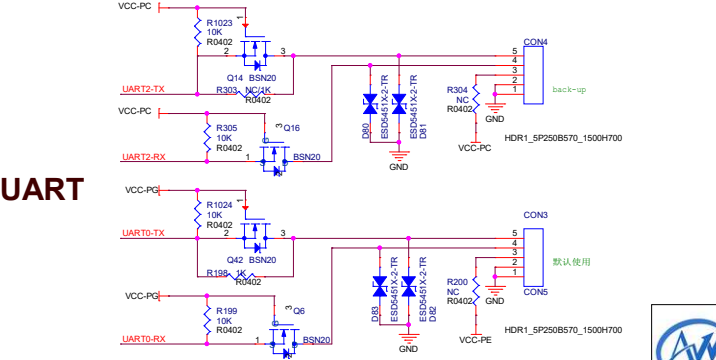 VCC-PC
R1023
10K
R0402
1
2
3
Q14 BSN20
UART2-TX
R303 NC/1K
R0402
VCC-PC
R305
10K
R0402
3
Q16
UART2-RX
1
BSN20
D80
ESD5451X-2-TR
ESD5451X-2-TR
D81
GND
CON4
5
4
3
2
1
back-up
R304
NC
R0402
GND
VCC-PC
HDR1_5P250B570_1500H700
UART
VCC-PG
R1024
10K
R0402
1
UART0-TX
2
3
Q42 BSN20
R198 1K
R0402
VCC-PG
R199
10K
R0402
3
Q6
UART0-RX
1
BSN20
D83
ESD5451X-2-TR
ESD5451X-2-TR
D82
GND
CON3
5
4
3
2
1
默认使用
CON5
R200
NC
R0402
GND
VCC-PE
HDR1_5P250B570_1500H700